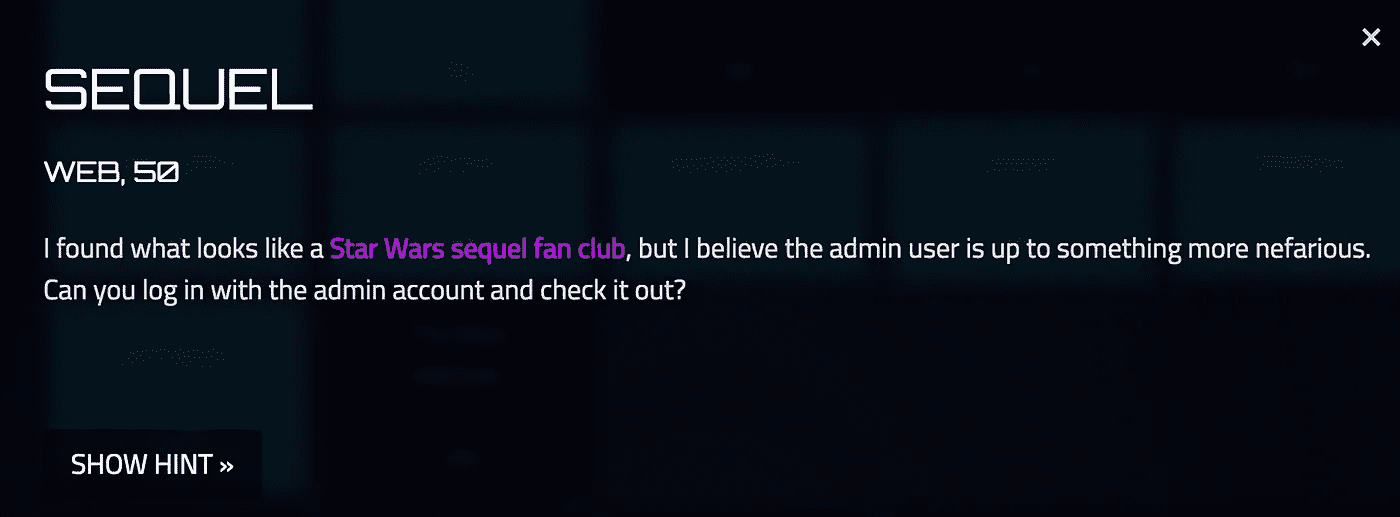 SEQUEL
WEB, 50
I found what looks like a Star Wars sequel fan club, but I believe the admin user is up to something more nefarious.
Can you log in with the admin account and check it out?
SHOW HINT »